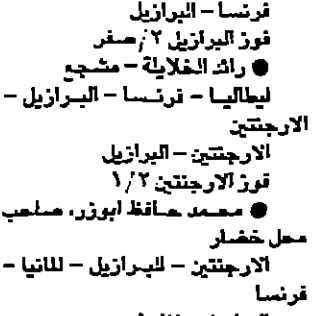 فرنسا – البرازيل
فوز البرازيل ٢/صفر
● رائد الخلايلة – مشجع
ايطاليا – فرنسا – البرازيل –
الارجنتين
الارجنتين – البرازيل
فوز الارجنتين ١/٢
● محمد حافظ ابوزر، صاحب
محل خضار
الارجنتين – البرازيل – المانيا –
فرنسا